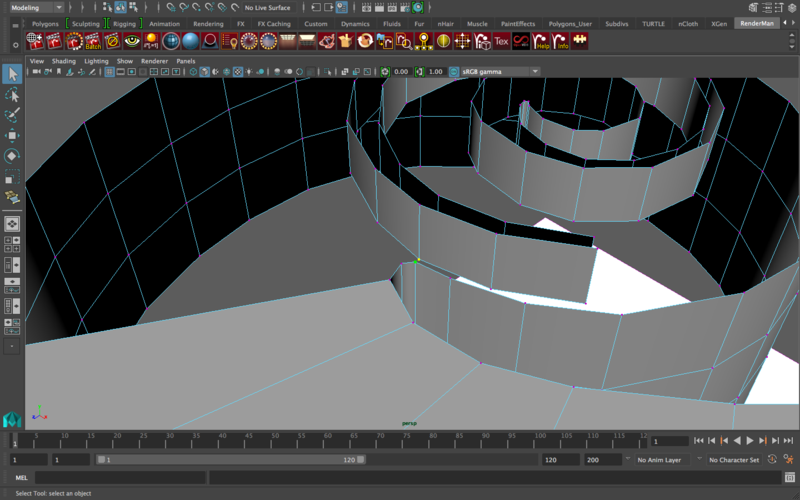 Modeling
No Live Surface
Polygons Sculpting Rigging Animation Rendering FX FX Caching Custom Dynamics Fluids Fur nHair Muscle PaintEffects Polygons_User Subdivs TURTLE nCloth XGen RenderMan
Batch Tex Help Info
View Shading Lighting Show Renderer Panels
0.00 1.00 sRGB gamma
persp
1 5 10 15 20 25 30 35 40 45 50 55 60 65 70 75 80 85 90 95 100 105 110 115 12 1
1 1 1 120 120 200 No Anim Layer No Character Set
MEL
Select Tool: select an object